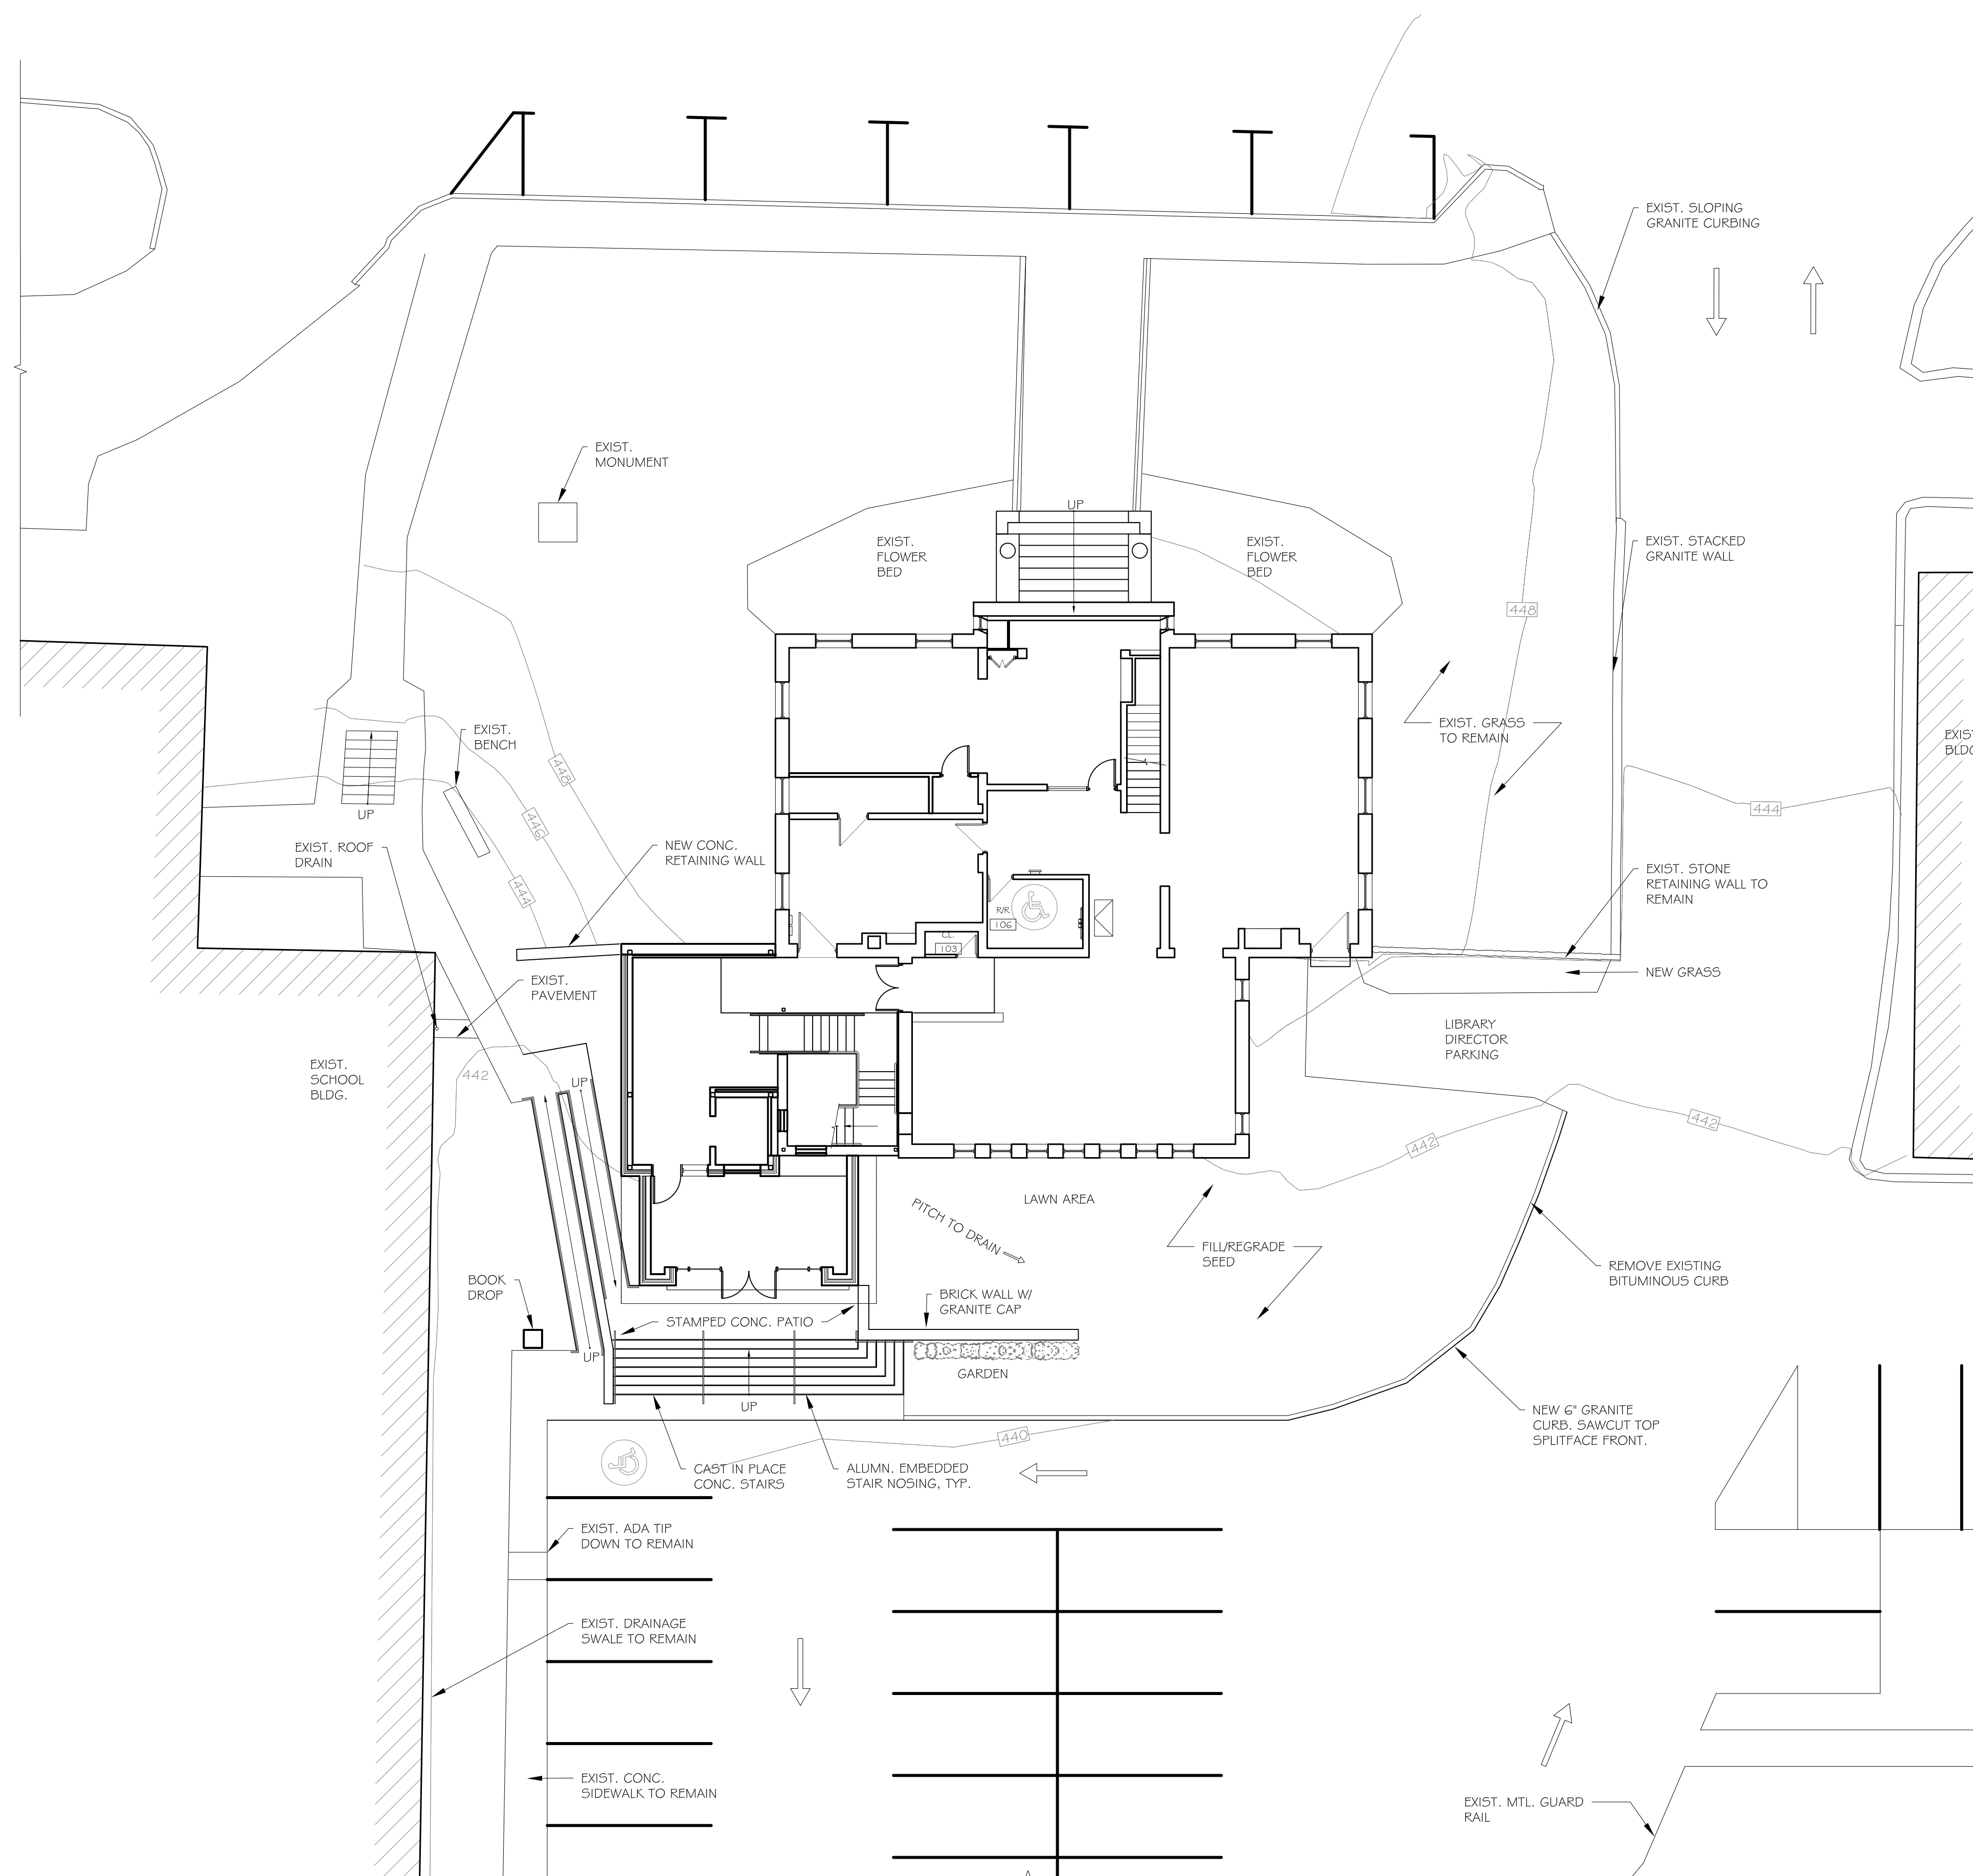 EXIST. SLOPING
GRANITE CURBING
EXIST.
MONUMENT
UP
EXIST.
FLOWER
BED
EXIST.
FLOWER
BED
EXIST. STACKED
GRANITE WALL
448
EXIST.
BENCH
EXIST. GRASS
TO REMAIN
448
446
444
UP
444
EXIST. ROOF
DRAIN
NEW CONC.
RETAINING WALL
EXIST. STONE
RETAINING WALL TO
REMAIN
R/R
106
CL.
103
EXIST.
PAVEMENT
NEW GRASS
LIBRARY
DIRECTOR
PARKING
EXIST.
SCHOOL
BLDG.
442
UP
442
442
LAWN AREA
PITCH TO DRAIN
FILL/REGRADE
SEED
REMOVE EXISTING
BITUMINOUS CURB
BOOK
DROP
BRICK WALL W/
GRANITE CAP
STAMPED CONC. PATIO
UP
GARDEN
UP
NEW 6" GRANITE
CURB. SAWCUT TOP
SPLITFACE FRONT.
440
CAST IN PLACE
CONC. STAIRS
ALUMN. EMBEDDED
STAIR NOSING, TYP.
EXIST. ADA TIP
DOWN TO REMAIN
EXIST. DRAINAGE
SWALE TO REMAIN
EXIST. CONC.
SIDEWALK TO REMAIN
EXIST. MTL. GUARD
RAIL